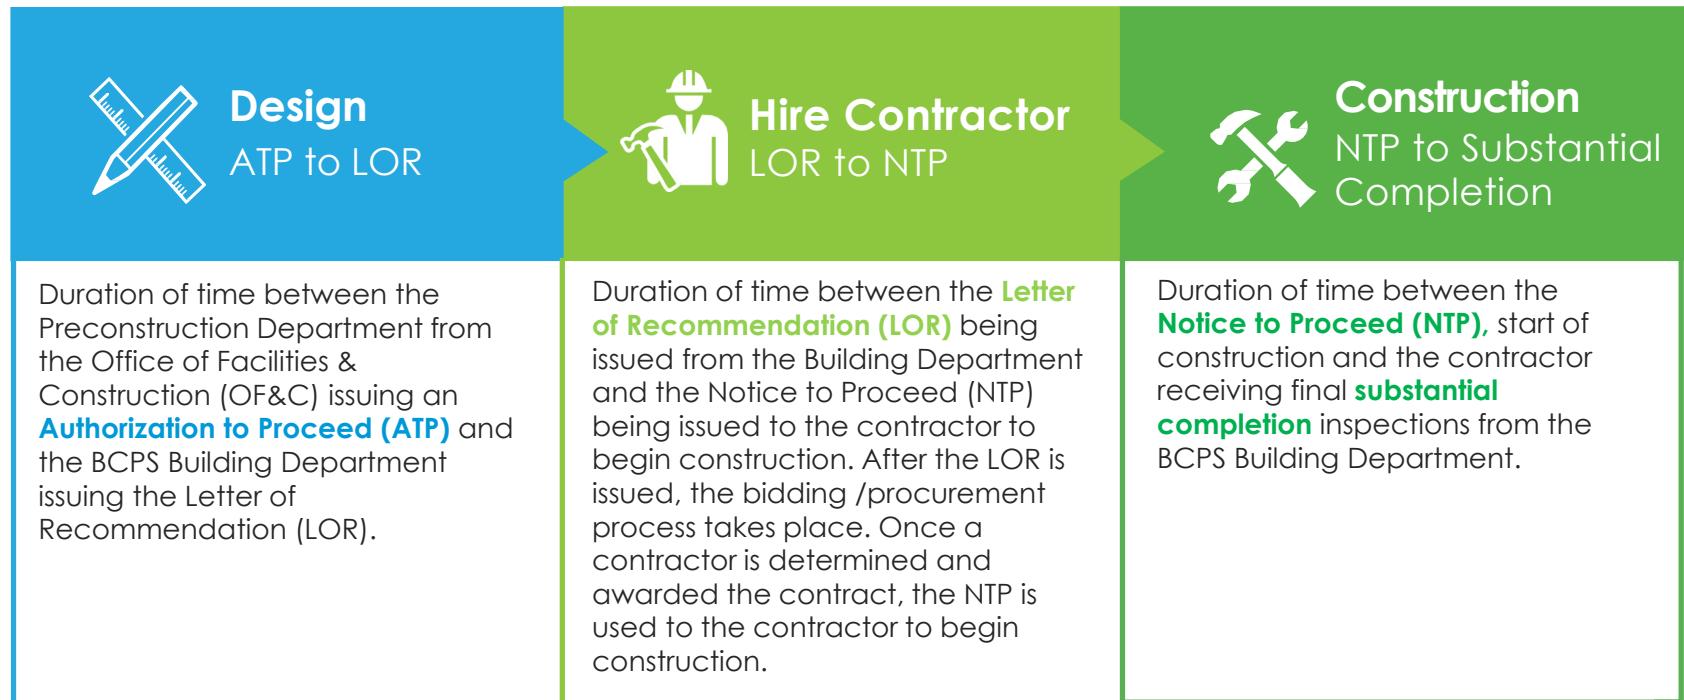 Design
ATP to LOR
Duration of time between the
Preconstruction Department from
the Office of Facilities &
Construction (OF&C) issuing an
Authorization to Proceed (ATP) and
the BCPS Building Department
issuing the Letter of
Recommendation (LOR).
Hire Contractor
LOR to NTP
Duration of time between the Letter
of Recommendation (LOR) being
issued from the Building Department
and the Notice to Proceed (NTP)
being issued to the contractor to
begin construction. After the LOR is
issued, the bidding /procurement
process takes place. Once a
contractor is determined and
awarded the contract, the NTP is
used to the contractor to begin
construction.
Construction
NTP to Substantial
Completion
Duration of time between the
Notice to Proceed (NTP), start of
construction and the contractor
receiving final substantial
completion inspections from the
BCPS Building Department.